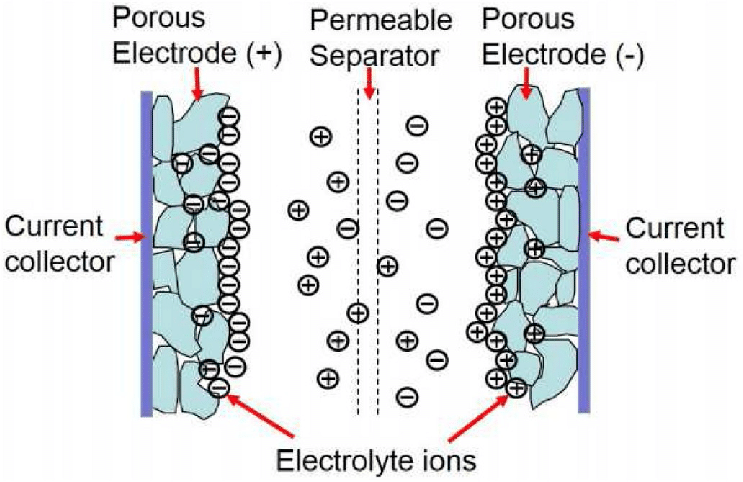 Porous
Electrode (+)
Permeable
Separator
Porous
Electrode (-)
Current
collector
Current
collector
Electrolyte ions